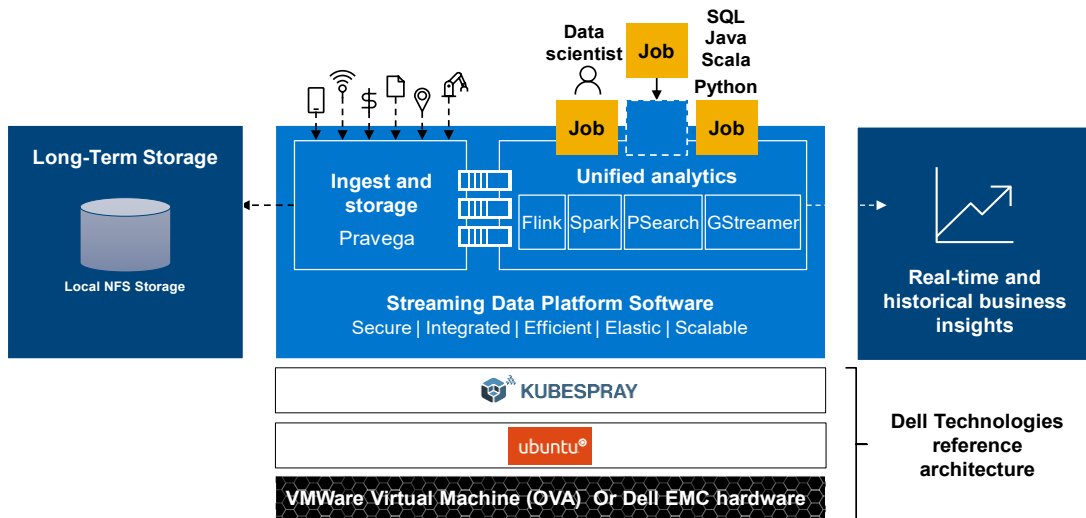 Data
scientist
Job
SQL
Java
Scala
Python
Job
Job
Long-Term Storage
Local NFS Storage
Ingest and
storage
Pravega
Unified analytics
Flink
Spark
PSearch
GStreamer
Streaming Data Platform Software
Secure | Integrated | Efficient | Elastic | Scalable
Real-time and
historical business
insights
KUBESPRAY
ubuntu®
VMWare Virtual Machine (OVA) Or Dell EMC hardware
Dell Technologies
reference
architecture